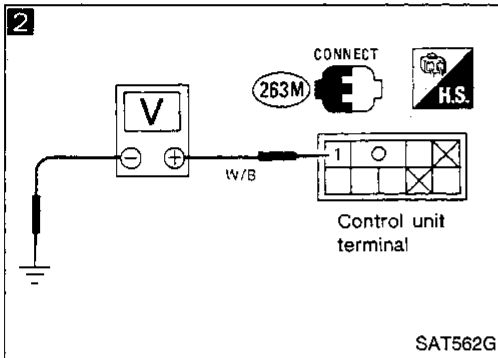 2
CONNECT
263M
H.S.
V
1
W/B
Control unit
terminal
SAT562G